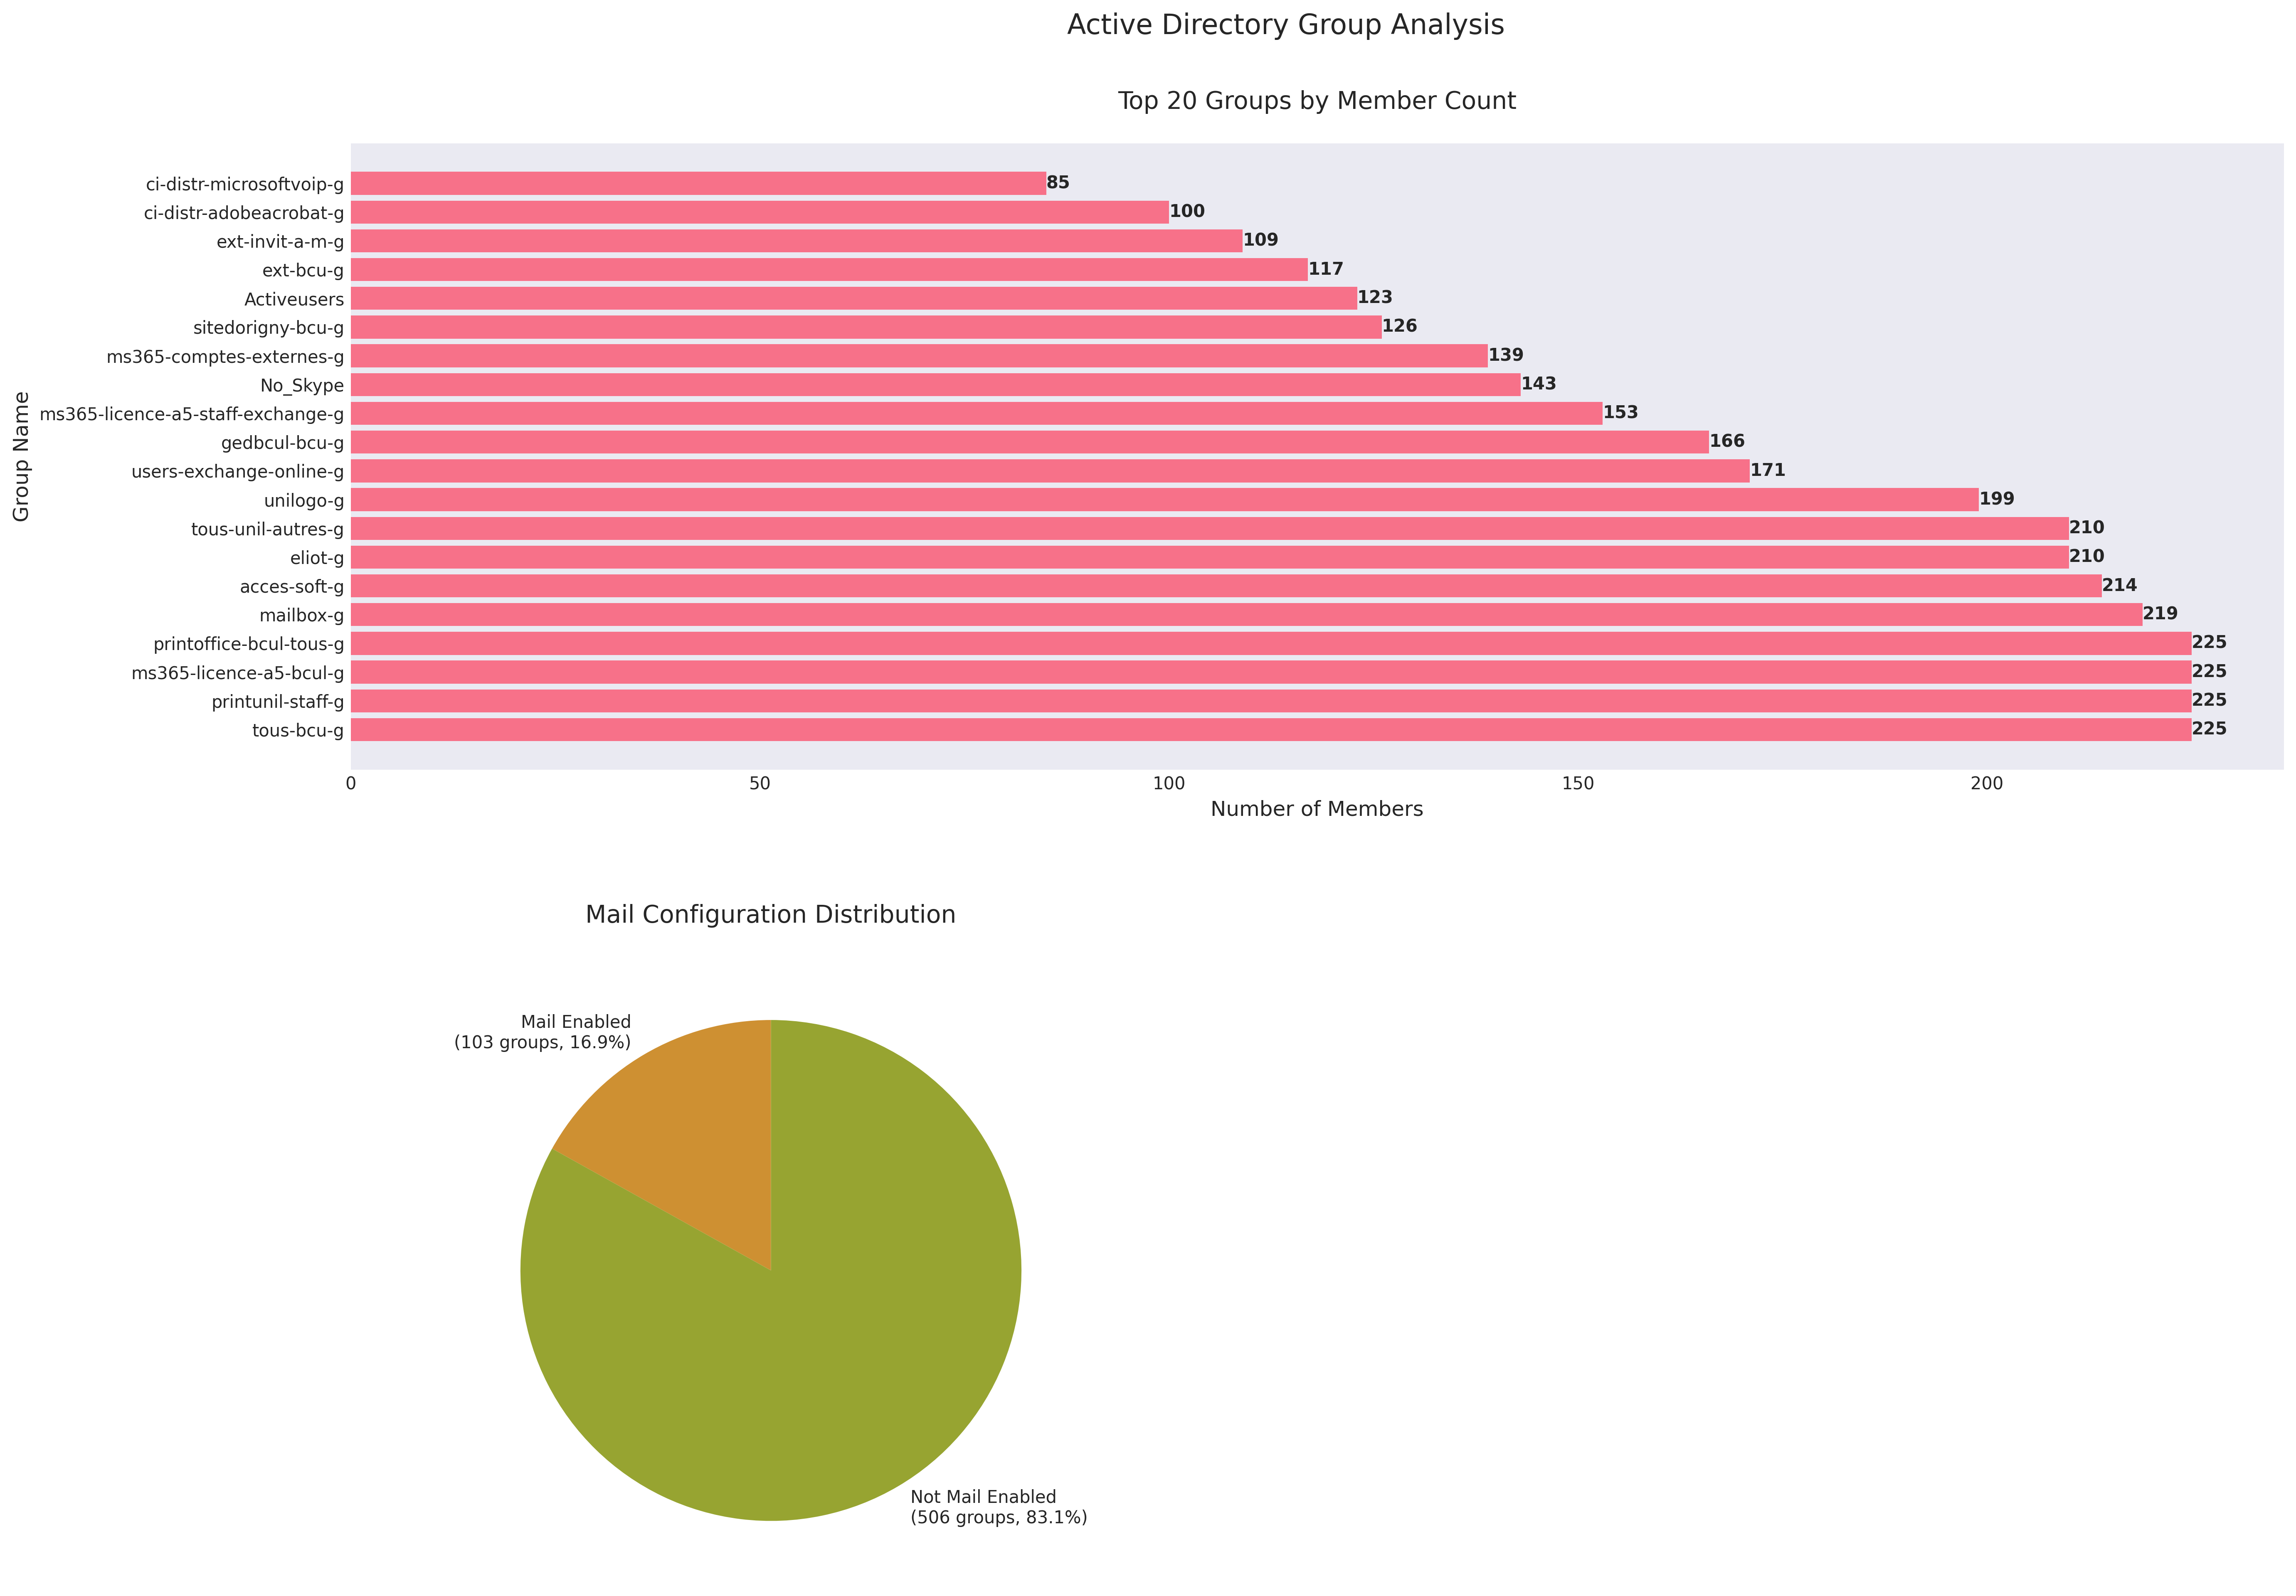 Active Directory Group Analysis
Top 20 Groups by Member Count
Group Name
ci-distr-microsoftvoip-g 85
ci-distr-adobeacrobat-g 100
ext-invit-a-m-g 109
ext-bcu-g 117
Activeusers 123
sitedorigny-bcu-g 126
ms365-comptes-externes-g 139
No_Skype 143
ms365-licence-a5-staff-exchange-g 153
gedbcul-bcu-g 166
users-exchange-online-g 171
unilogo-g 199
tous-unil-autres-g 210
eliot-g 210
acces-soft-g 214
mailbox-g 219
printoffice-bcul-tous-g 225
ms365-licence-a5-bcul-g 225
printunil-staff-g 225
tous-bcu-g 225
0 50 100 150 200
Number of Members
Mail Configuration Distribution
Mail Enabled
(103 groups, 16.9%)
Not Mail Enabled
(506 groups, 83.1%)